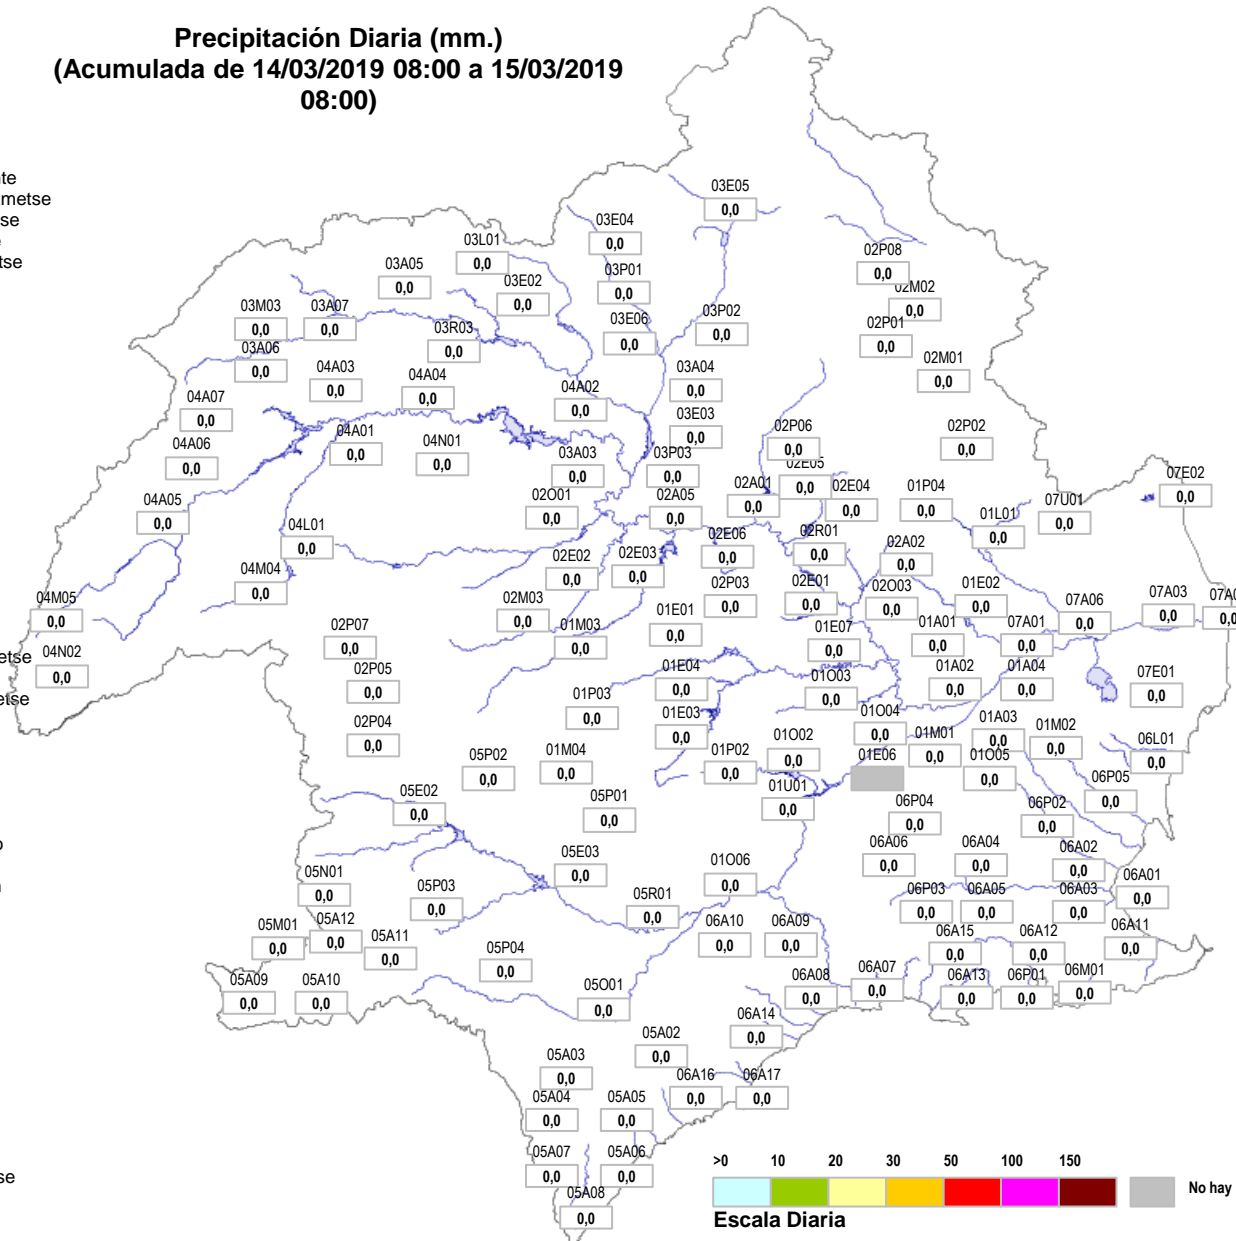 Precipitación Diaria (mm.)
(Acumulada de 14/03/2019 08:00 a 15/03/2019
08:00)
03E05
0,0
03E04
0,0
03L01
0,0
02P08
0,0
03A05
0,0
03P01
0,0
03E02
0,0
02M02
0,0
03M03
0,0
03A07
0,0
03E06
0,0
03P02
0,0
03R03
0,0
02P01
0,0
03A06
0,0
04A03
0,0
04A04
0,0
03A04
0,0
02M01
0,0
04A02
0,0
04A07
0,0
03E03
0,0
04A01
0,0
04N01
0,0
02P06
0,0
02P02
0,0
04A06
0,0
03A03
0,0
03P03
0,0
02E05
0,0
07E02
0,0
04A05
0,0
02O01
0,0
02A05
0,0
02A01
0,0
02E04
0,0
01P04
0,0
07U01
0,0
01L01
0,0
04L01
0,0
02E06
0,0
02R01
0,0
02A02
0,0
02E02
0,0
02E03
0,0
04M04
0,0
02P03
0,0
02E01
0,0
02O03
0,0
01E02
0,0
04M05
0,0
02M03
0,0
01E01
0,0
07A06
0,0
07A03
0,0
0,0
02P07
0,0
01M03
0,0
01E07
0,0
01A01
0,0
07A01
0,0
04N02
0,0
02P05
0,0
01E04
0,0
01O03
0,0
01A02
0,0
01A04
0,0
07E01
0,0
01P03
0,0
02P04
0,0
01E03
0,0
01O04
0,0
01A03
0,0
01M02
0,0
01M01
0,0
05P02
0,0
01M04
0,0
01P02
0,0
01O02
0,0
01E06
01O05
0,0
06L01
0,0
05E02
0,0
05P01
0,0
01U01
0,0
06P04
0,0
06P02
0,0
06P05
0,0
05E03
0,0
01O06
0,0
06A06
0,0
06A04
0,0
06A02
0,0
05N01
0,0
05P03
0,0
05R01
0,0
06P03
0,0
06A05
0,0
06A03
0,0
06A01
0,0
05M01
0,0
05A12
0,0
05A11
0,0
06A10
0,0
06A09
0,0
06A15
0,0
06A12
0,0
06A11
0,0
05P04
0,0
05A09
0,0
05A10
0,0
05O01
0,0
06A08
0,0
06A07
0,0
06A13
0,0
06P01
0,0
06M01
0,0
06A14
0,0
05A02
0,0
05A03
0,0
06A16
0,0
06A17
0,0
05A04
0,0
05A05
0,0
05A07
0,0
05A06
0,0
05A08
0,0
>0 10 20 30 50 100 150
No hay
Escala Diaria